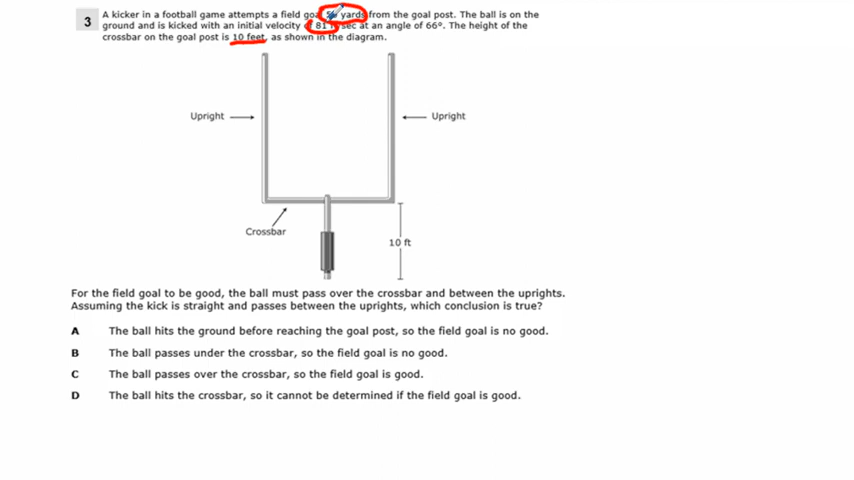 3
A kicker in a football game attempts a field goal yards from the goal post. The ball is on the
ground and is kicked with an initial velocity of 81 sec at an angle of 66°. The height of the
crossbar on the goal post is 10 feet, as shown in the diagram.
Upright
Upright
Crossbar
10 ft
For the field goal to be good, the ball must pass over the crossbar and between the uprights.
Assuming the kick is straight and passes between the uprights, which conclusion is true?
A The ball hits the ground before reaching the goal post, so the field goal is no good.
B The ball passes under the crossbar, so the field goal is no good.
C The ball passes over the crossbar, so the field goal is good.
D The ball hits the crossbar, so it cannot be determined if the field goal is good.